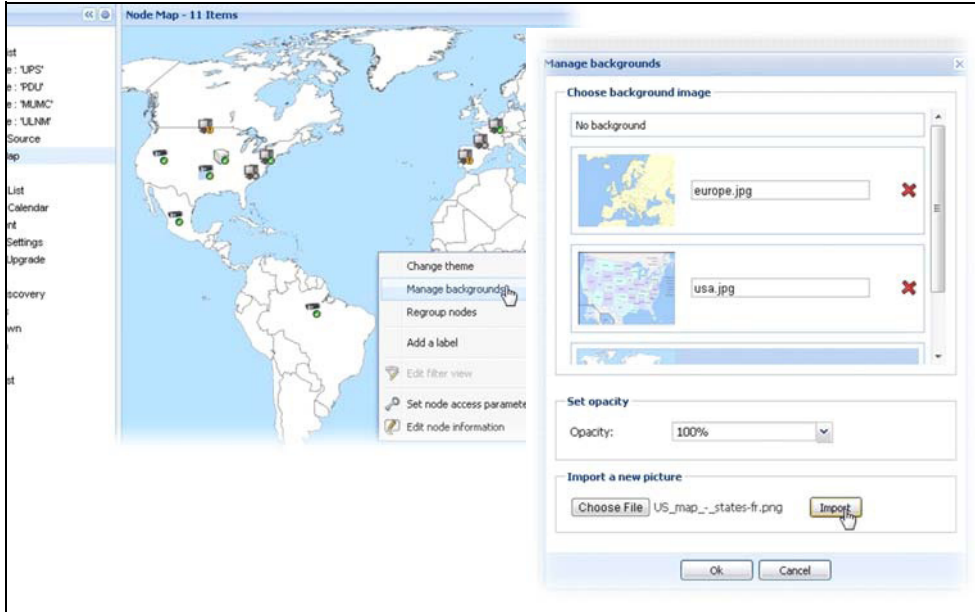 Node Map - 11 Items
ist
e : 'UPS'
e : 'PDU'
e : 'MUMC'
e : 'ULNM'
Source
ap
List
Calendar
nt
Settings
Upgrade
scovery
s
wn
st
Change theme
Manage backgrounds
Regroup nodes
Add a label
Edit filter view
Set node access paramete
Edit node information
Manage backgrounds
Choose background image
No background
europe.jpg
usa.jpg
Set opacity
Opacity: 100%
Import a new picture
Choose File US_map_-_states-fr.png Import
Ok Cancel